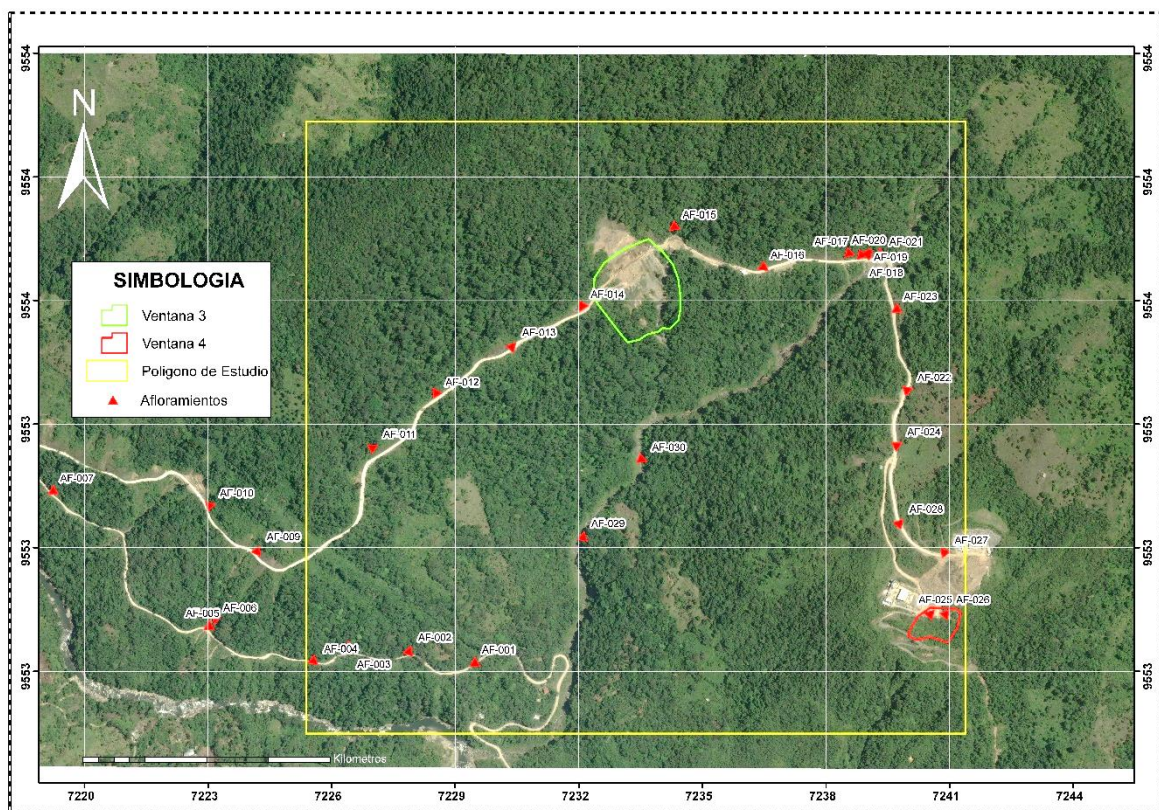 9554
9554
N
AF-015
AF-017
AF-020
AF-021
AF-016
AF-019
AF-018
SIMBOLOGIA
Ventana 3
Ventana 4
Poligono de Estudio
Afloramientos
AF-014
9554
9554
AF-023
AF-013
AF-012
AF-022
9554
9554
AF-011
AF-024
9553
9553
AF-030
AF-007
AF-010
AF-028
AF-029
AF-009
AF-027
9553
9553
AF-005
AF-006
AF-025
AF-026
AF-004
AF-003
AF-002
AF-001
9553
9553
Kilometros
7220
7223
7226
7229
7232
7235
7238
7241
7244